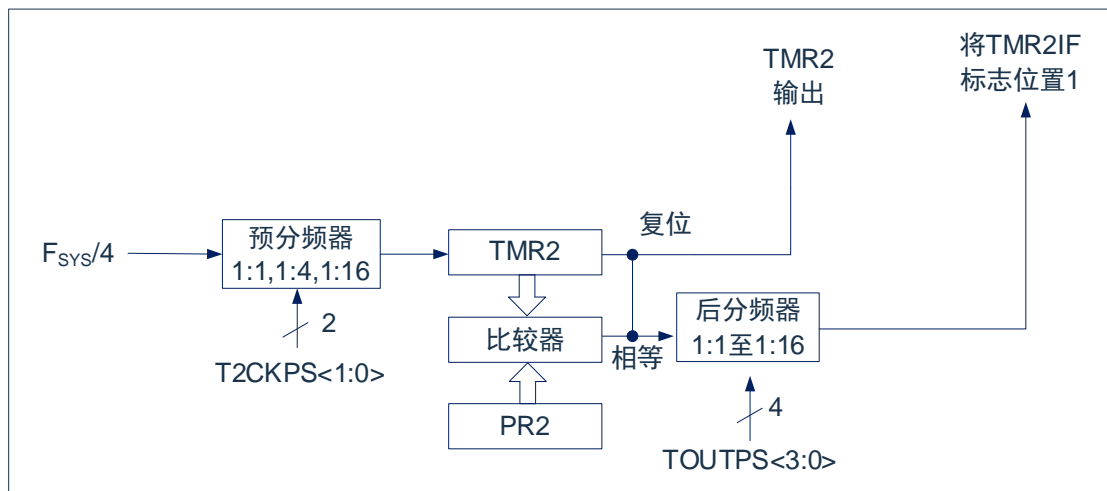 TMR2
输出
将TMR2IF
标志位置1
FSYS/4
预分频器
1:1,1:4,1:16
2
T2CKPS<1:0>
TMR2
复位
比较器
相等
PR2
后分频器
1:1至1:16
4
TOUTPS<3:0>